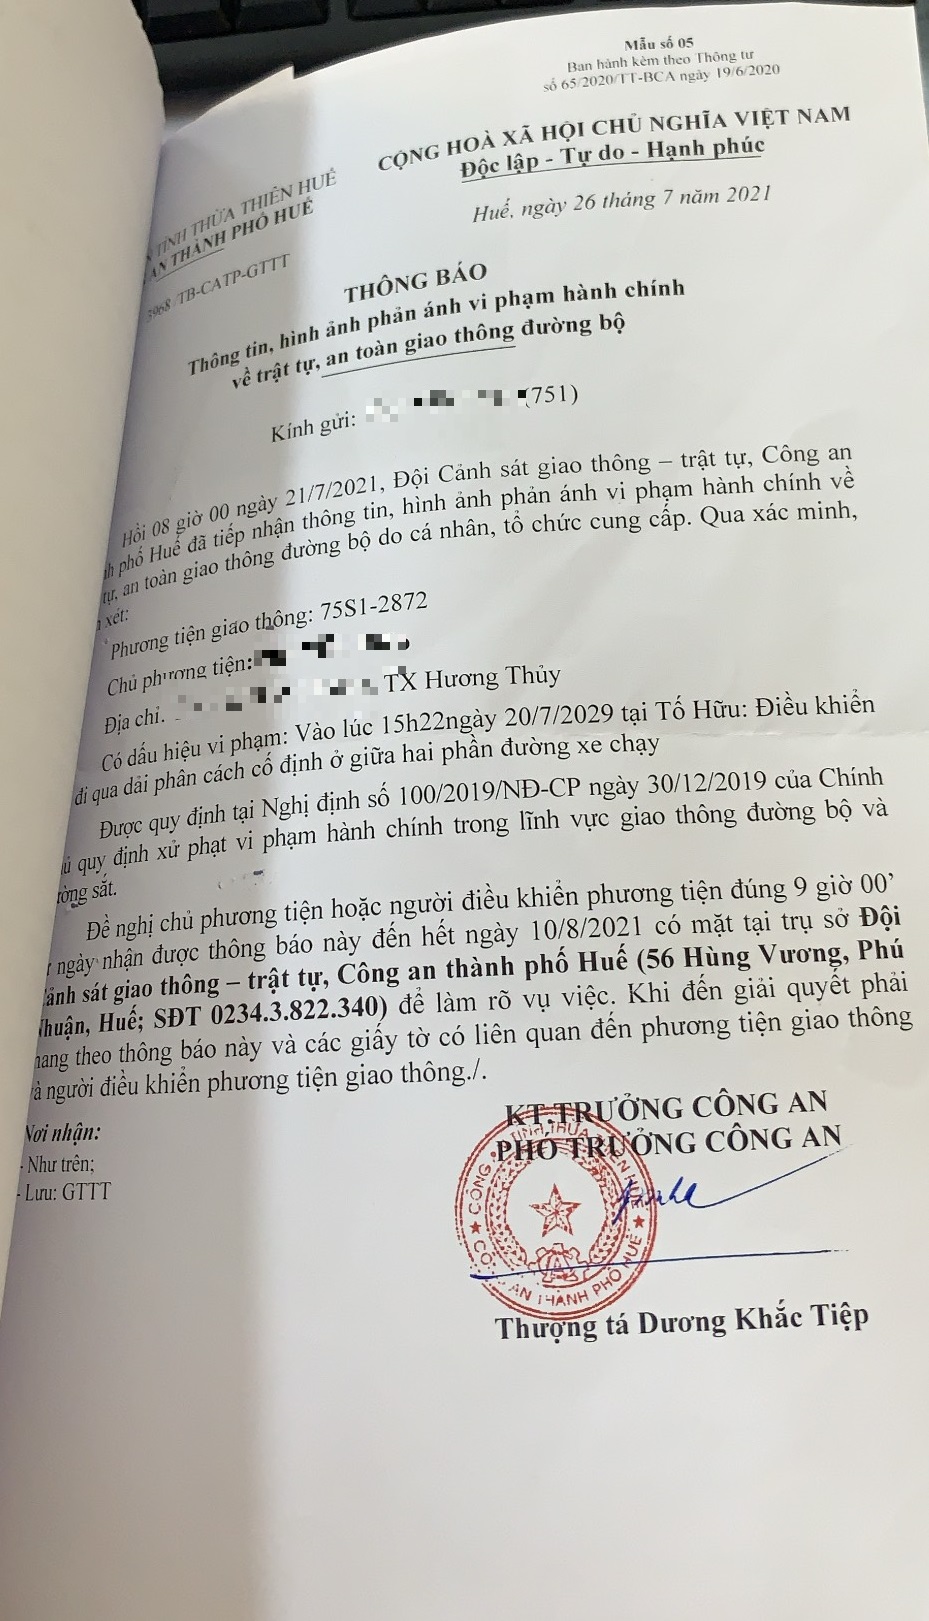 Mẫu số 05
Ban hành kèm theo Thông tư
số 65/2020/TT-BCA ngày 19/6/2020
TỈNH THỪA THIÊN HUẾ
AN THÀNH PHỐ HUẾ
3968 /TB-CATP-GTTT
CỘNG HOÀ XÃ HỘI CHỦ NGHĨA VIỆT NAM
Độc lập - Tự do - Hạnh phúc
Huế, ngày 26 tháng 7 năm 2021
THÔNG BÁO
Thông tin, hình ảnh phản ánh vi phạm hành chính
về trật tự, an toàn giao thông đường bộ
Kính gửi: (751)
Hồi 08 giờ 00 ngày 21/7/2021, Đội Cảnh sát giao thông – trật tự, Công an
phố Huế đã tiếp nhận thông tin, hình ảnh phản ánh vi phạm hành chính về
tự, an toàn giao thông đường bộ do cá nhân, tổ chức cung cấp. Qua xác minh,
xét:
Phương tiện giao thông: 75S1-2872
Chủ phương tiện:
Địa chỉ. TX Hương Thủy
Có dấu hiệu vi phạm: Vào lúc 15h22ngày 20/7/2029 tại Tố Hữu: Điều khiển
đi qua dải phân cách cố định ở giữa hai phần đường xe chạy
Được quy định tại Nghị định số 100/2019/NĐ-CP ngày 30/12/2019 của Chính
quy định xử phạt vi phạm hành chính trong lĩnh vực giao thông đường bộ và
sắt.
Đề nghị chủ phương tiện hoặc người điều khiển phương tiện đúng 9 giờ 00’
ngày nhận được thông báo này đến hết ngày 10/8/2021 có mặt tại trụ sở Đội
sát giao thông – trật tự, Công an thành phố Huế (56 Hùng Vương, Phú
Nhuận, Huế; SĐT 0234.3.822.340) để làm rõ vụ việc. Khi đến giải quyết phải
theo thông báo này và các giấy tờ có liên quan đến phương tiện giao thông
người điều khiển phương tiện giao thông./.
Nơi nhận:
- Như trên;
- Lưu: GTTT
KT.TRƯỞNG CÔNG AN
PHÓ TRƯỞNG CÔNG AN
AN THÀNH PHỐ HUẾ
Thượng tá Dương Khắc Tiệp